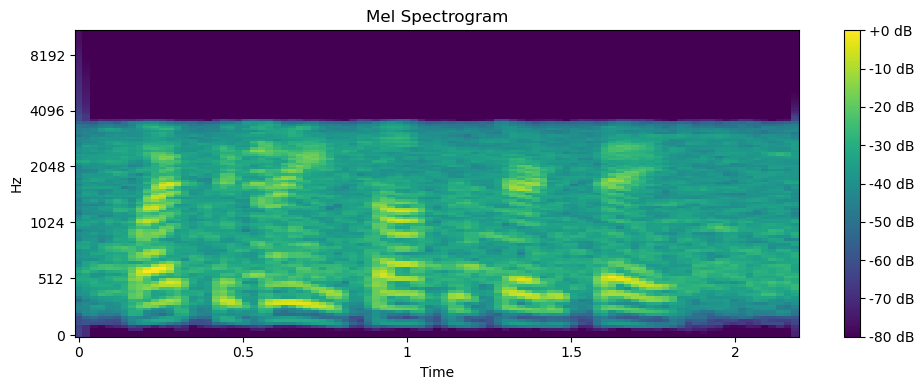 Mel Spectrogram
8192
4096
2048
1024
512
0
Hz
0
0.5
1
1.5
2
Time
+0 dB
-10 dB
-20 dB
-30 dB
-40 dB
-50 dB
-60 dB
-70 dB
-80 dB